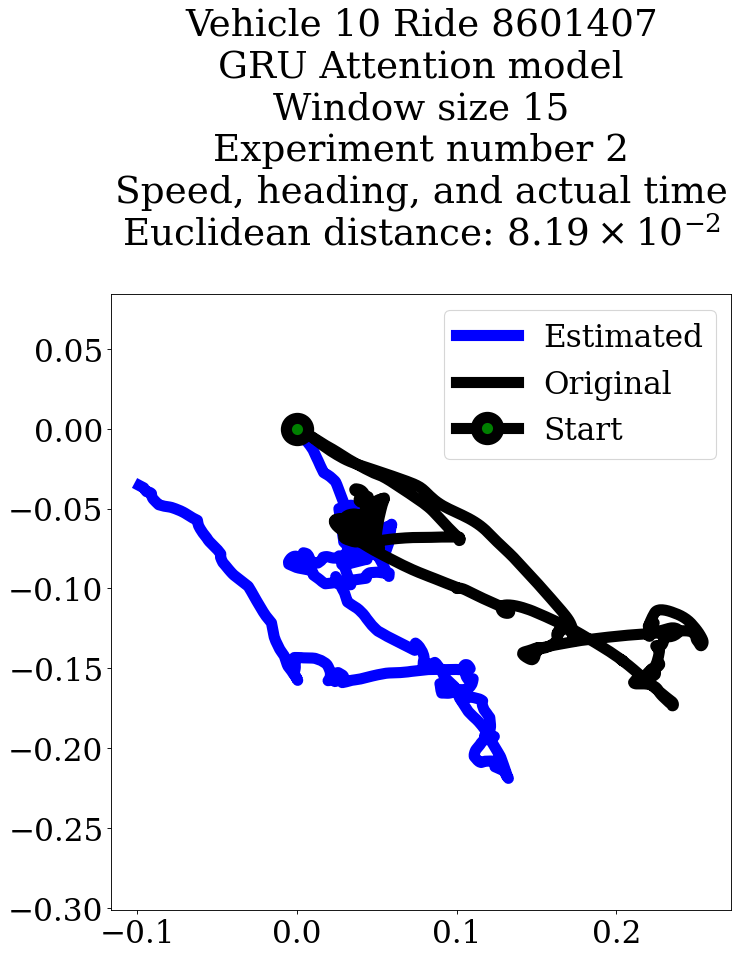 Vehicle 10 Ride 8601407
GRU Attention model
Window size 15
Experiment number 2
Speed, heading, and actual time
Euclidean distance: 8.19 × 10⁻²
Estimated
Original
Start
0.05
0.00
−0.05
−0.10
−0.15
−0.20
−0.25
−0.30
−0.1
0.0
0.1
0.2